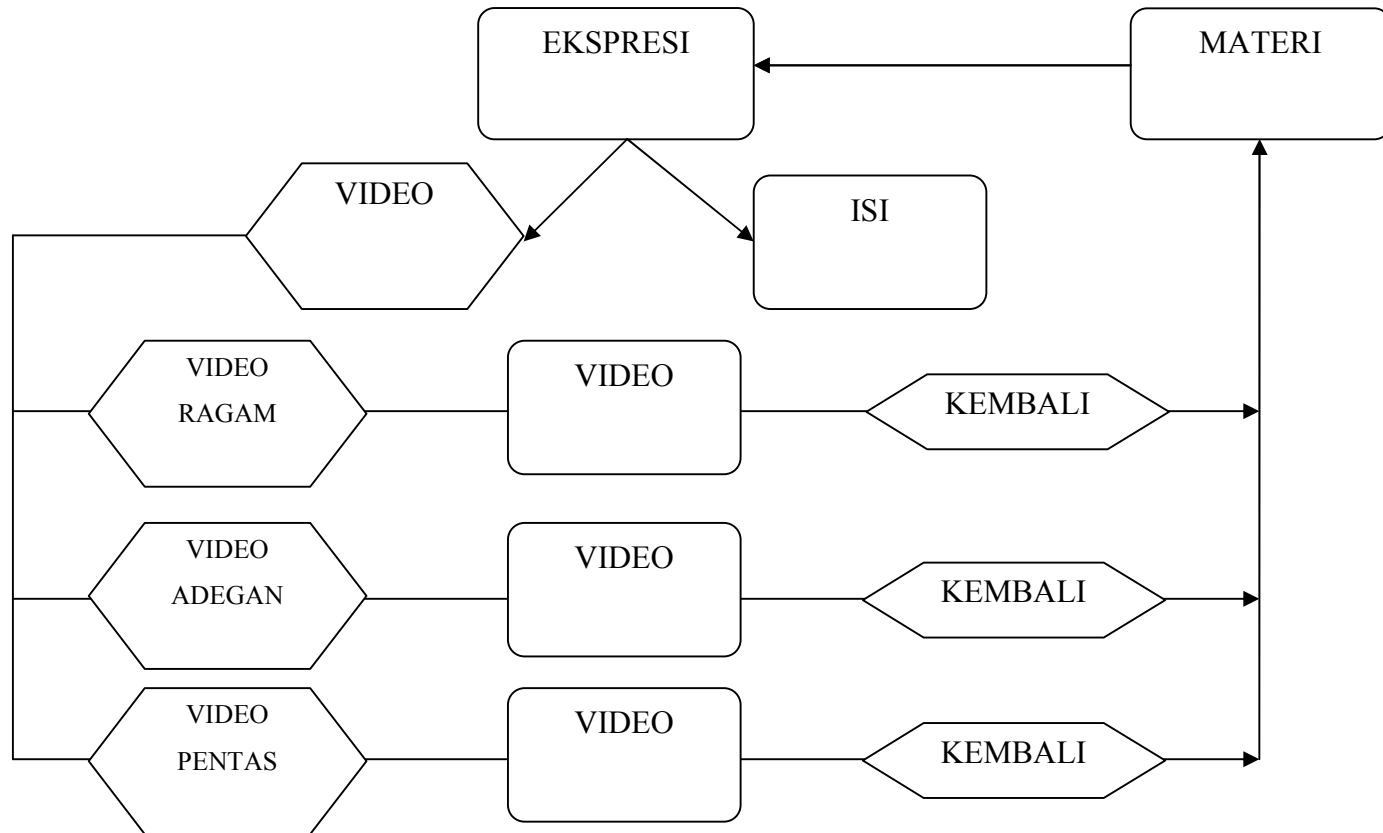 EKSPRESI
MATERI
VIDEO
ISI
VIDEO
RAGAM
VIDEO
KEMBALI
VIDEO
ADEGAN
VIDEO
KEMBALI
VIDEO
PENTAS
VIDEO
KEMBALI